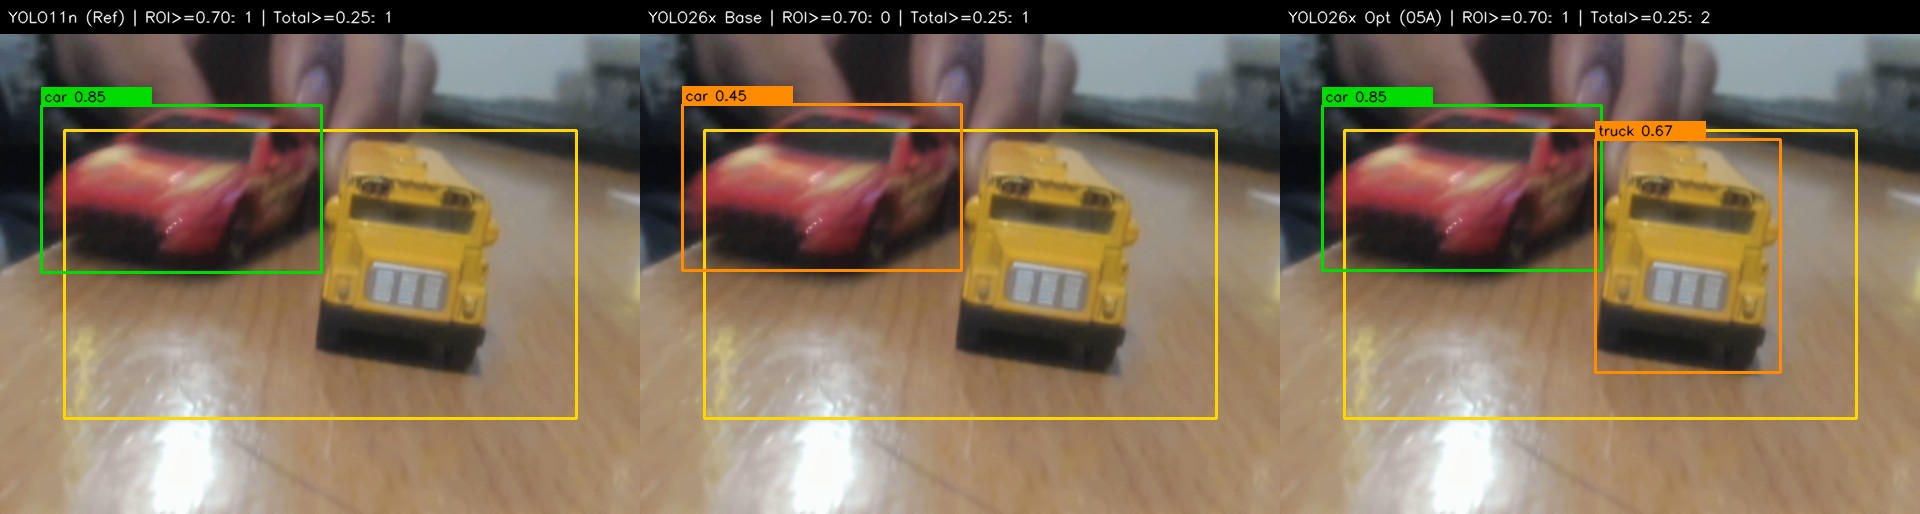 YOLO11n (Ref) | ROI>=0.70: 1 | Total>=0.25: 1
YOLO26x Base | ROI>=0.70: 0 | Total>=0.25: 1
YOLO26x Opt (05A) | ROI>=0.70: 1 | Total>=0.25: 2
car 0.85
car 0.45
car 0.85
truck 0.67